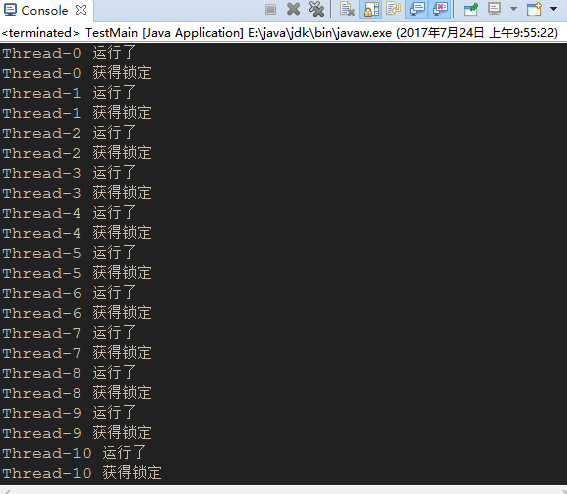 Console
<terminated> TestMain [Java Application] E:\java\jdk\bin\javaw.exe (2017年7月24日 上午9:55:22)
Thread-0 运行了
Thread-0 获得锁定
Thread-1 运行了
Thread-1 获得锁定
Thread-2 运行了
Thread-2 获得锁定
Thread-3 运行了
Thread-3 获得锁定
Thread-4 运行了
Thread-4 获得锁定
Thread-5 运行了
Thread-5 获得锁定
Thread-6 运行了
Thread-6 获得锁定
Thread-7 运行了
Thread-7 获得锁定
Thread-8 运行了
Thread-8 获得锁定
Thread-9 运行了
Thread-9 获得锁定
Thread-10 运行了
Thread-10 获得锁定